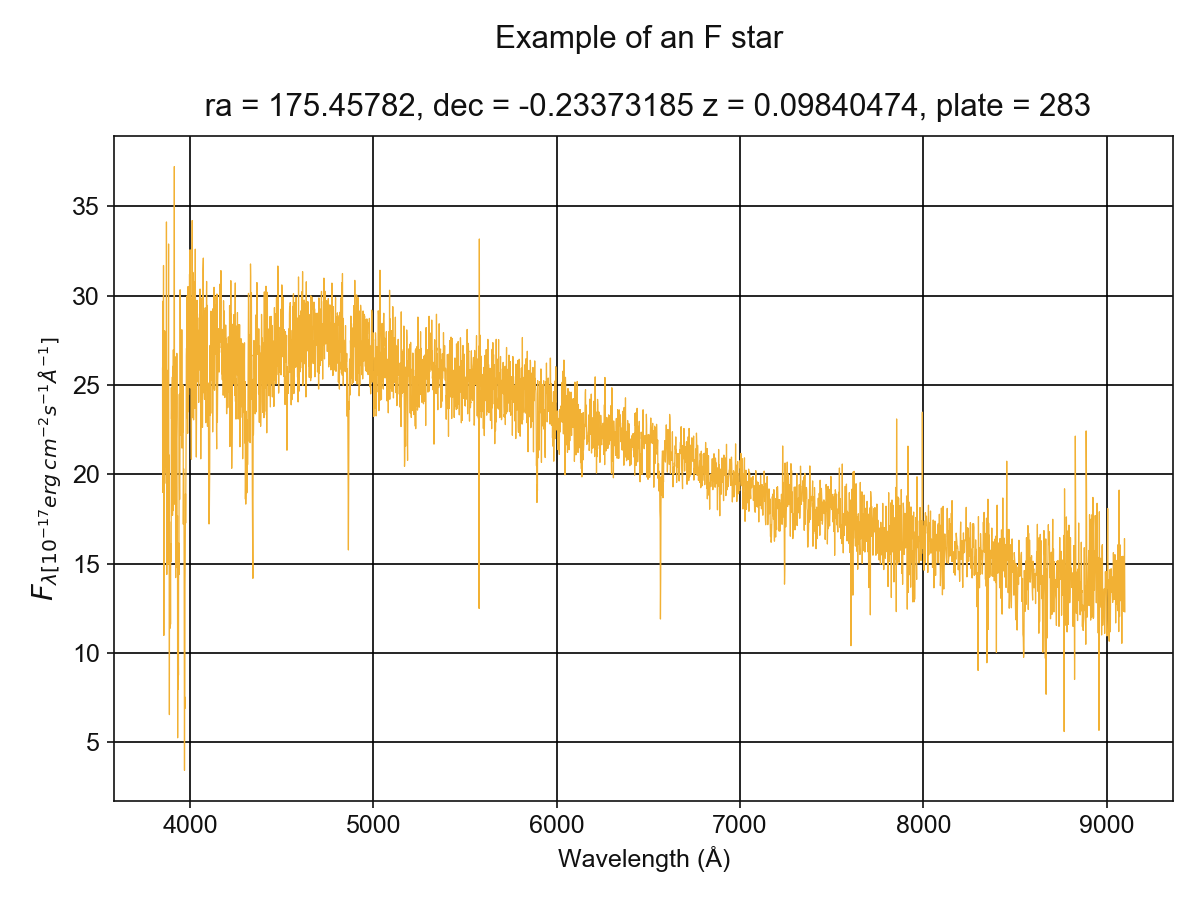 Example of an F star
ra = 175.45782, dec = -0.23373185 z = 0.09840474, plate = 283
35
30
25
20
15
10
5
F_{λ[10^{−17} erg cm^{−2} s^{−1} Å^{−1}]}
4000 5000 6000 7000 8000 9000
Wavelength (Å)